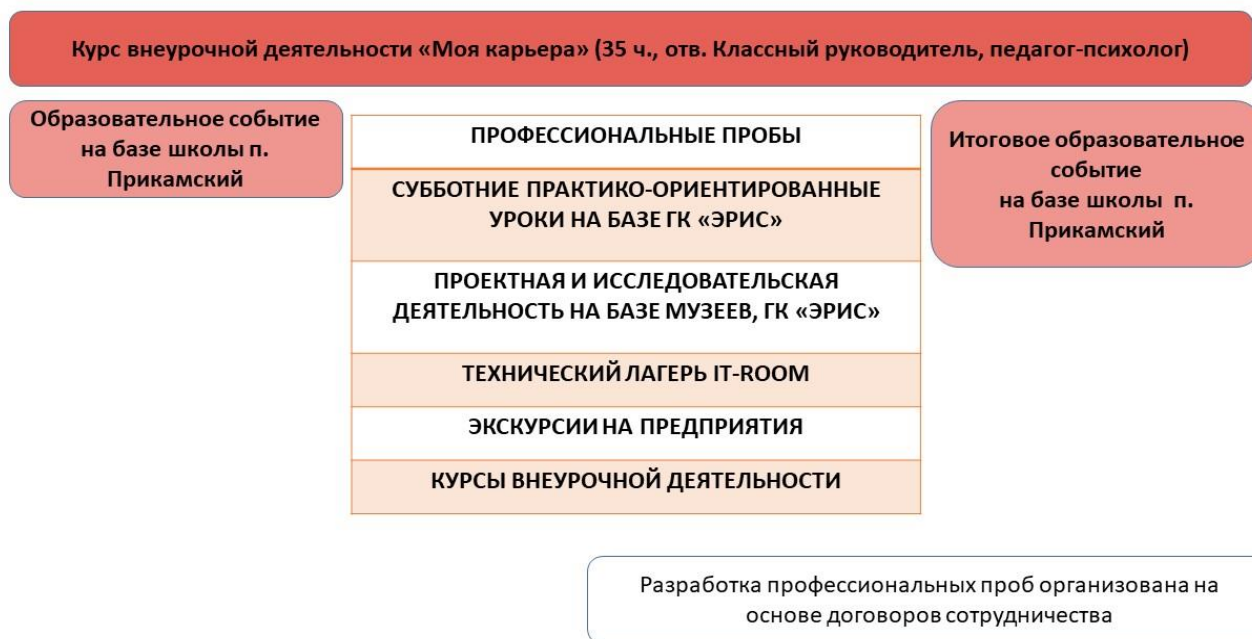 Курс внеурочной деятельности «Моя карьера» (35 ч., отв. Классный руководитель, педагог-психолог)
Образовательное событие
на базе школы п.
Прикамский
ПРОФЕССИОНАЛЬНЫЕ ПРОБЫ
СУББОТНИЕ ПРАКТИКО-ОРИЕНТИРОВАННЫЕ
УРОКИ НА БАЗЕ ГК «ЭРИС»
ПРОЕКТНАЯ И ИССЛЕДОВАТЕЛЬСКАЯ
ДЕЯТЕЛЬНОСТЬ НА БАЗЕ МУЗЕЕВ, ГК «ЭРИС»
ТЕХНИЧЕСКИЙ ЛАГЕРЬ IT-ROOM
ЭКСКУРСИИ НА ПРЕДПРИЯТИЯ
КУРСЫ ВНЕУРОЧНОЙ ДЕЯТЕЛЬНОСТИ
Итоговое образовательное
событие
на базе школы п.
Прикамский
Разработка профессиональных проб организована на
основе договоров сотрудничества